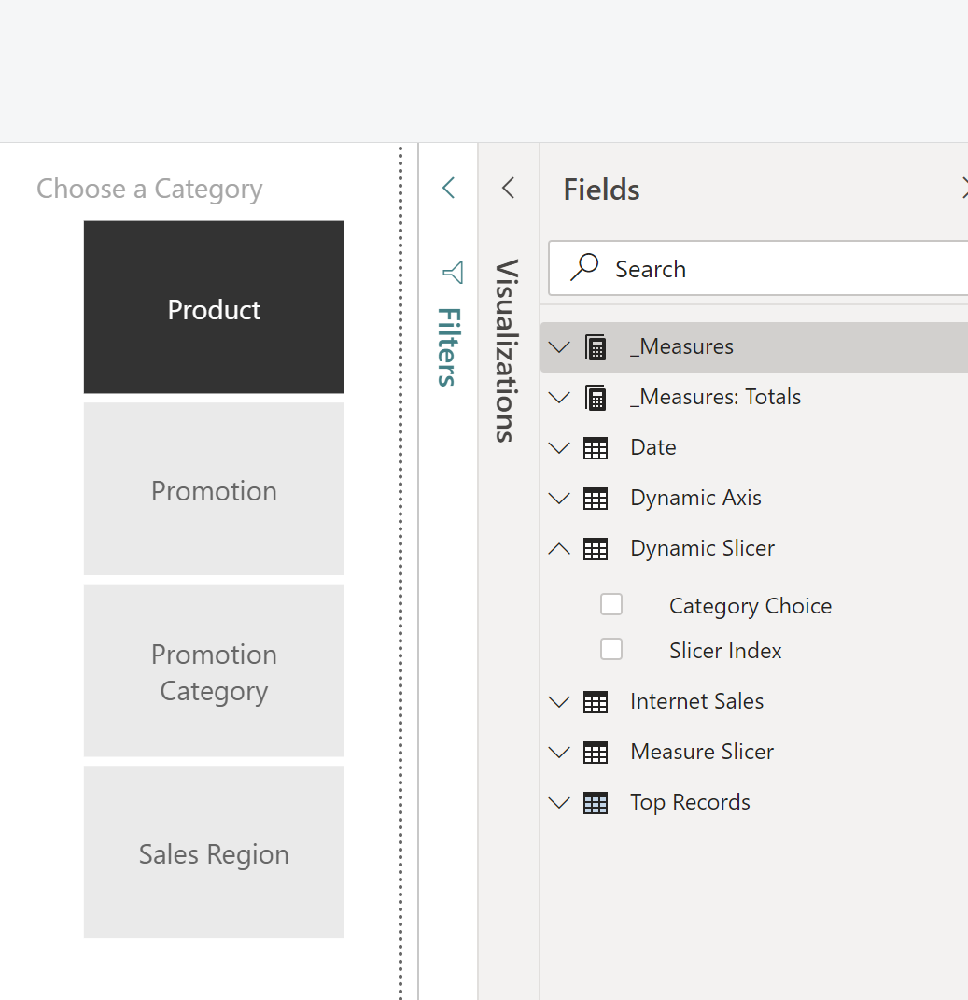 Choose a Category
Product
Promotion
Promotion
Category
Sales Region
Filters
Visualizations
Fields
Search
_Measures
_Measures: Totals
Date
Dynamic Axis
Dynamic Slicer
Category Choice
Slicer Index
Internet Sales
Measure Slicer
Top Records